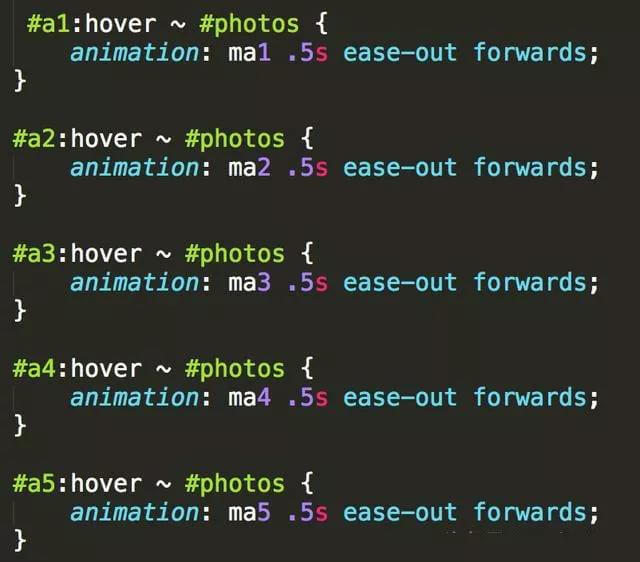 #a1:hover ~ #photos {
    animation: ma1 .5s ease-out forwards;
}
#a2:hover ~ #photos {
    animation: ma2 .5s ease-out forwards;
}
#a3:hover ~ #photos {
    animation: ma3 .5s ease-out forwards;
}
#a4:hover ~ #photos {
    animation: ma4 .5s ease-out forwards;
}
#a5:hover ~ #photos {
    animation: ma5 .5s ease-out forwards;
}